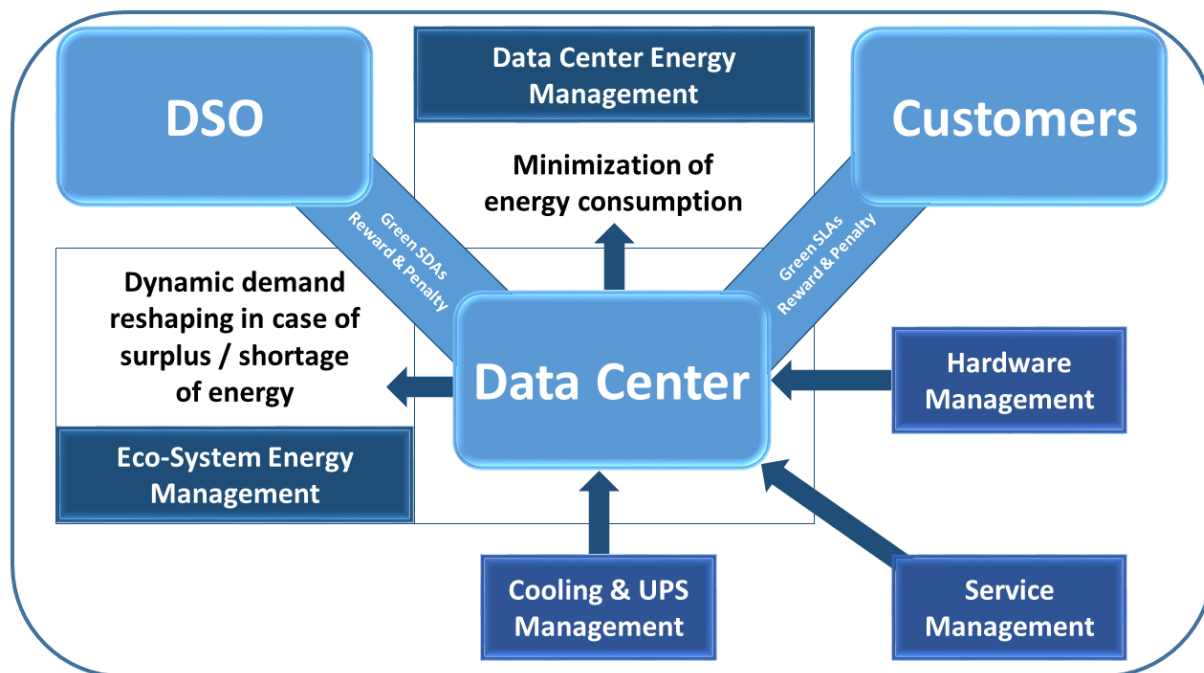 DSO
Data Center Energy
Management
Customers
Minimization of
energy consumption
Green SDAs
Reward & Penalty
Green SLAs
Reward & Penalty
Dynamic demand
reshaping in case of
surplus / shortage
of energy
Data Center
Hardware
Management
Eco-System Energy
Management
Cooling & UPS
Management
Service
Management